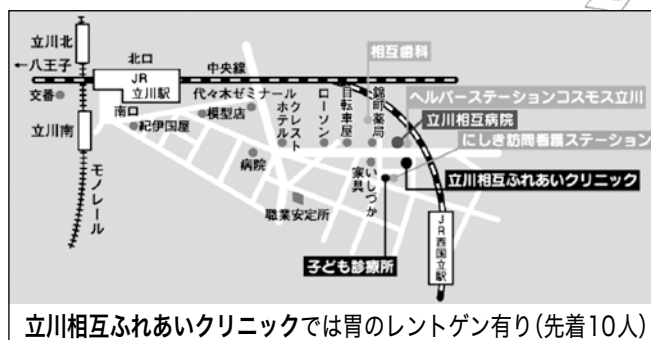 立川北
←八王子
北口
中央線
相互歯科
JR
立川駅
交番
代々木ゼミナール
ヘルパーステーションコスモス立川
南口
模型店
クレスト
ホテル
ローソン
自転車屋
錦町薬局
立川相互病院
立川南
紀伊国屋
にしき訪問看護ステーション
病院
いしづか
家具
立川相互ふれあいクリニック
モノレール
職業安定所
JR西国立駅
子ども診療所
立川相互ふれあいクリニックでは胃のレントゲン有り(先着10人)